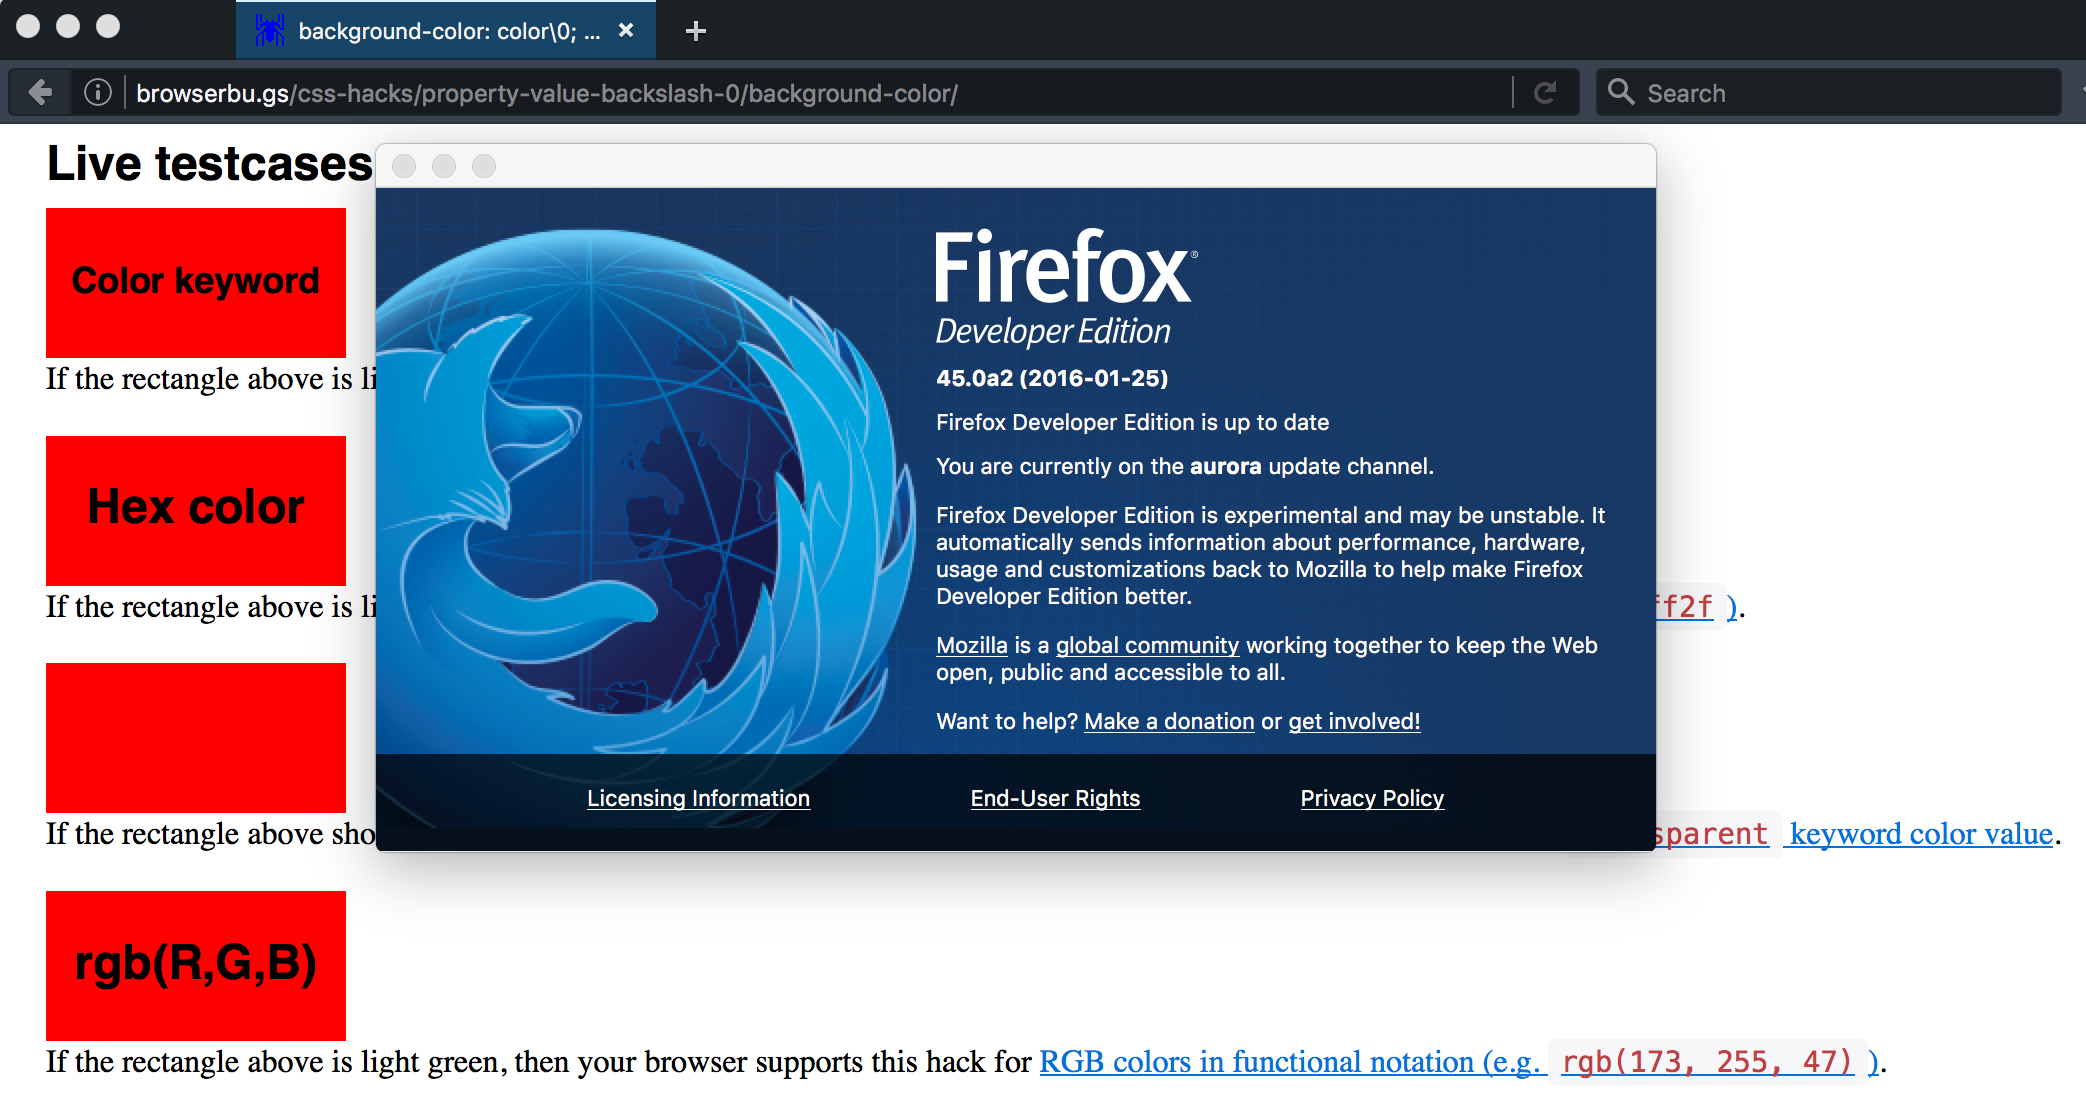 background-color: color\0; ...
browserbu.gs/css-hacks/property-value-backslash-0/background-color/
Search
Live testcases
Color keyword
If the rectangle above is
Hex color
If the rectangle above is
ff2f ).
If the rectangle above
sparent keyword color value.
rgb(R,G,B)
If the rectangle above is light green, then your browser supports this hack for RGB colors in functional notation (e.g. rgb(173, 255, 47) ).
Firefox®
Developer Edition
45.0a2 (2016-01-25)
Firefox Developer Edition is up to date
You are currently on the aurora update channel.
Firefox Developer Edition is experimental and may be unstable. It
automatically sends information about performance, hardware,
usage and customizations back to Mozilla to help make Firefox
Developer Edition better.
Mozilla is a global community working together to keep the Web
open, public and accessible to all.
Want to help? Make a donation or get involved!
Licensing Information
End-User Rights
Privacy Policy